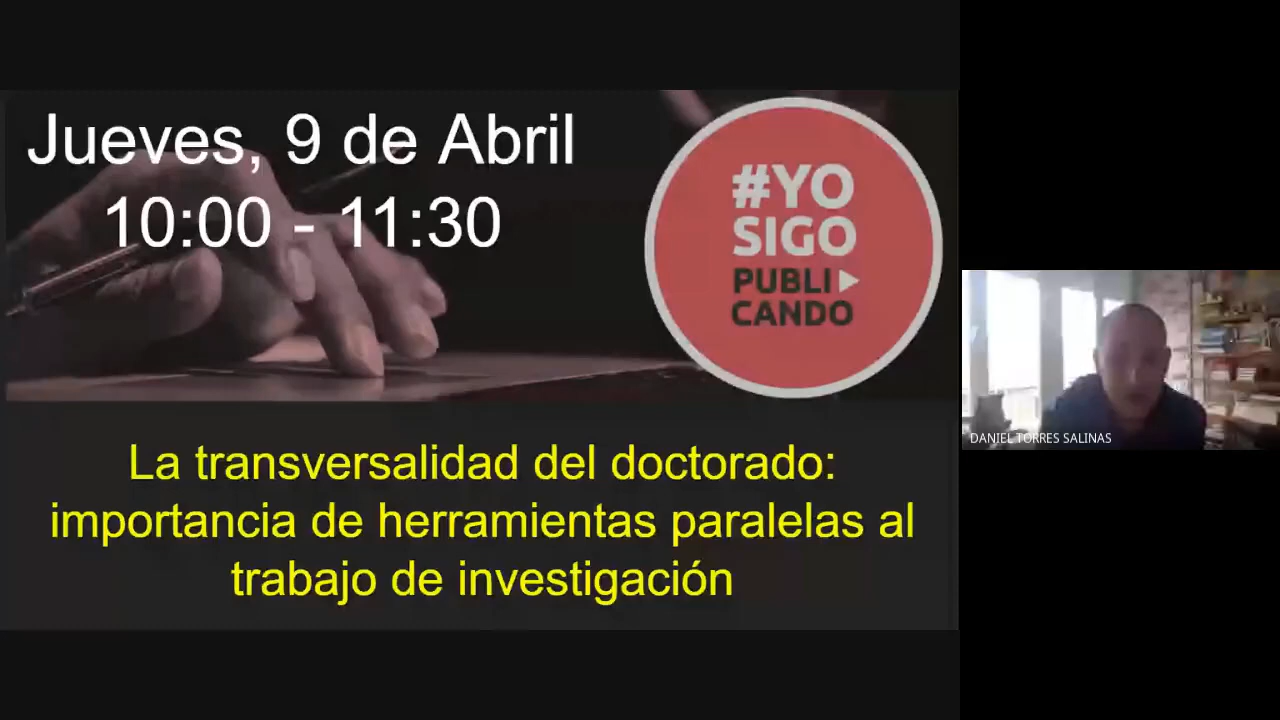 Jueves, 9 de Abril
10:00 - 11:30
#YO
SIGO
PUBLI
CANDO
La transversalidad del doctorado:
importancia de herramientas paralelas al
trabajo de investigación
DANIEL TORRES SALINAS